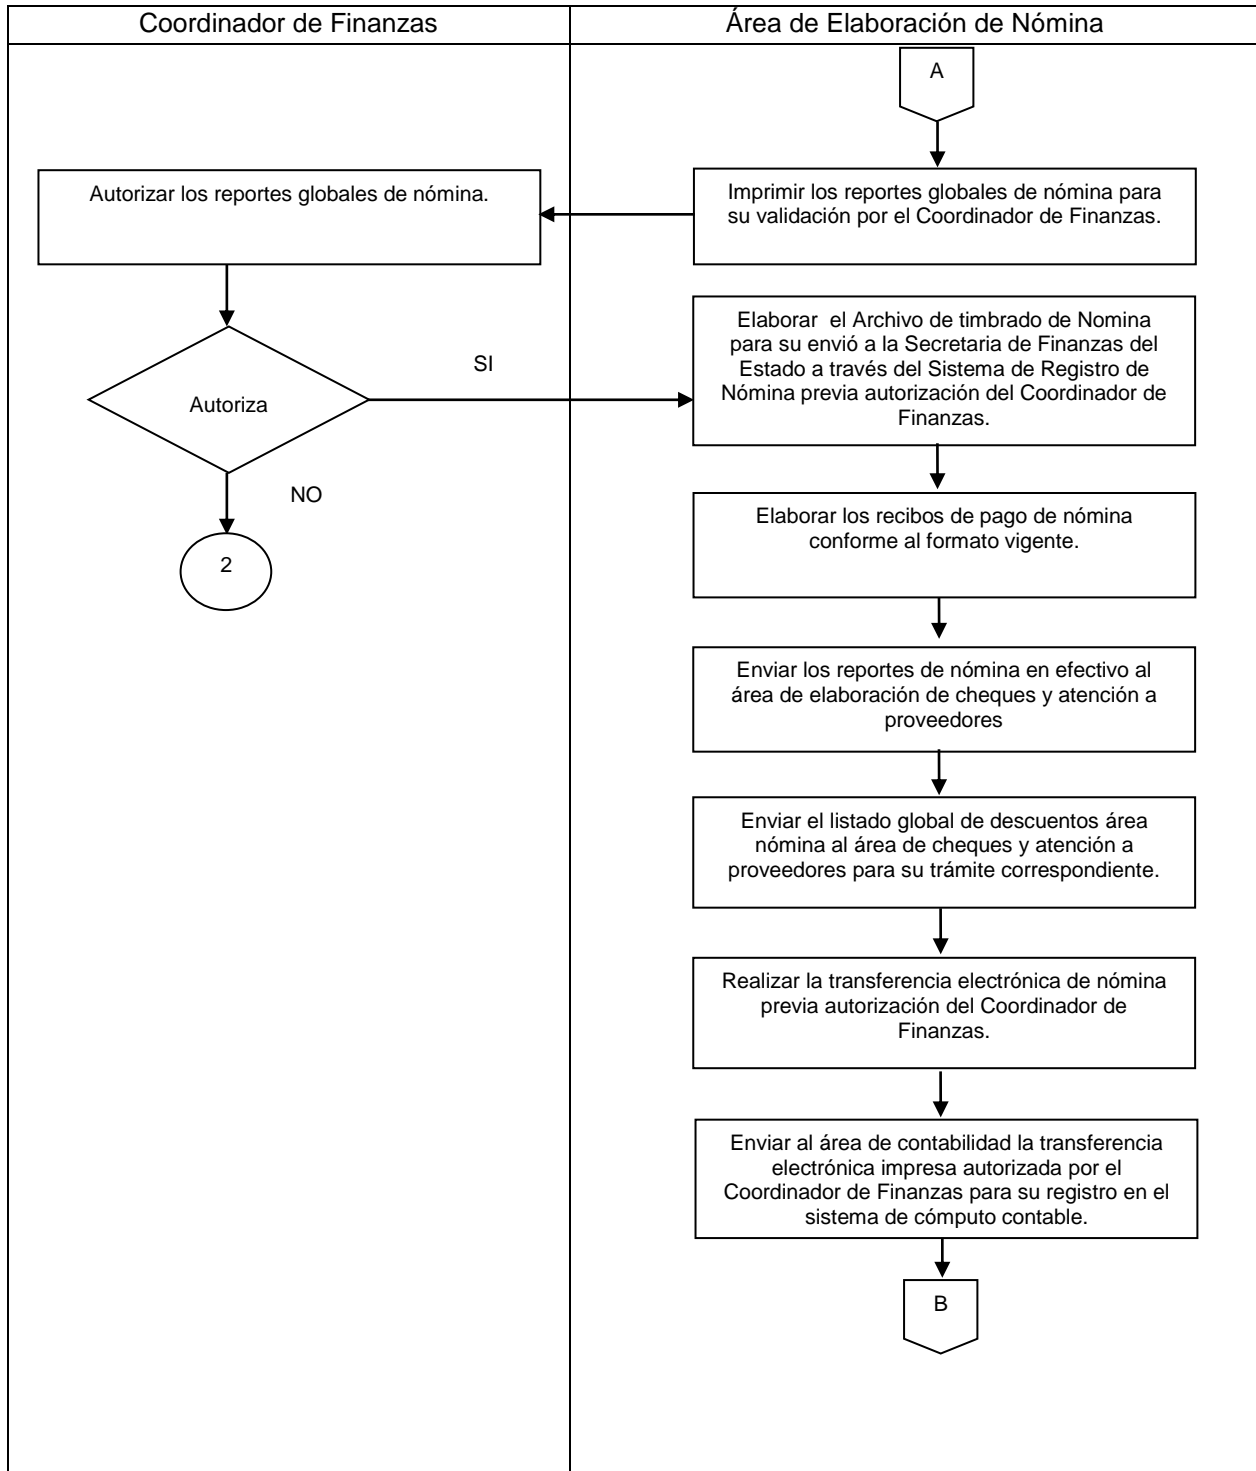 Coordinador de Finanzas
Área de Elaboración de Nómina
A
Imprimir los reportes globales de nómina para
su validación por el Coordinador de Finanzas.
Autorizar los reportes globales de nómina.
Autoriza
SI
NO
2
Elaborar  el Archivo de timbrado de Nomina
para su envió a la Secretaria de Finanzas del
Estado a través del Sistema de Registro de
Nómina previa autorización del Coordinador de
Finanzas.
Elaborar los recibos de pago de nómina
conforme al formato vigente.
Enviar los reportes de nómina en efectivo al
área de elaboración de cheques y atención a
proveedores
Enviar el listado global de descuentos área
nómina al área de cheques y atención a
proveedores para su trámite correspondiente.
Realizar la transferencia electrónica de nómina
previa autorización del Coordinador de
Finanzas.
Enviar al área de contabilidad la transferencia
electrónica impresa autorizada por el
Coordinador de Finanzas para su registro en el
sistema de cómputo contable.
B